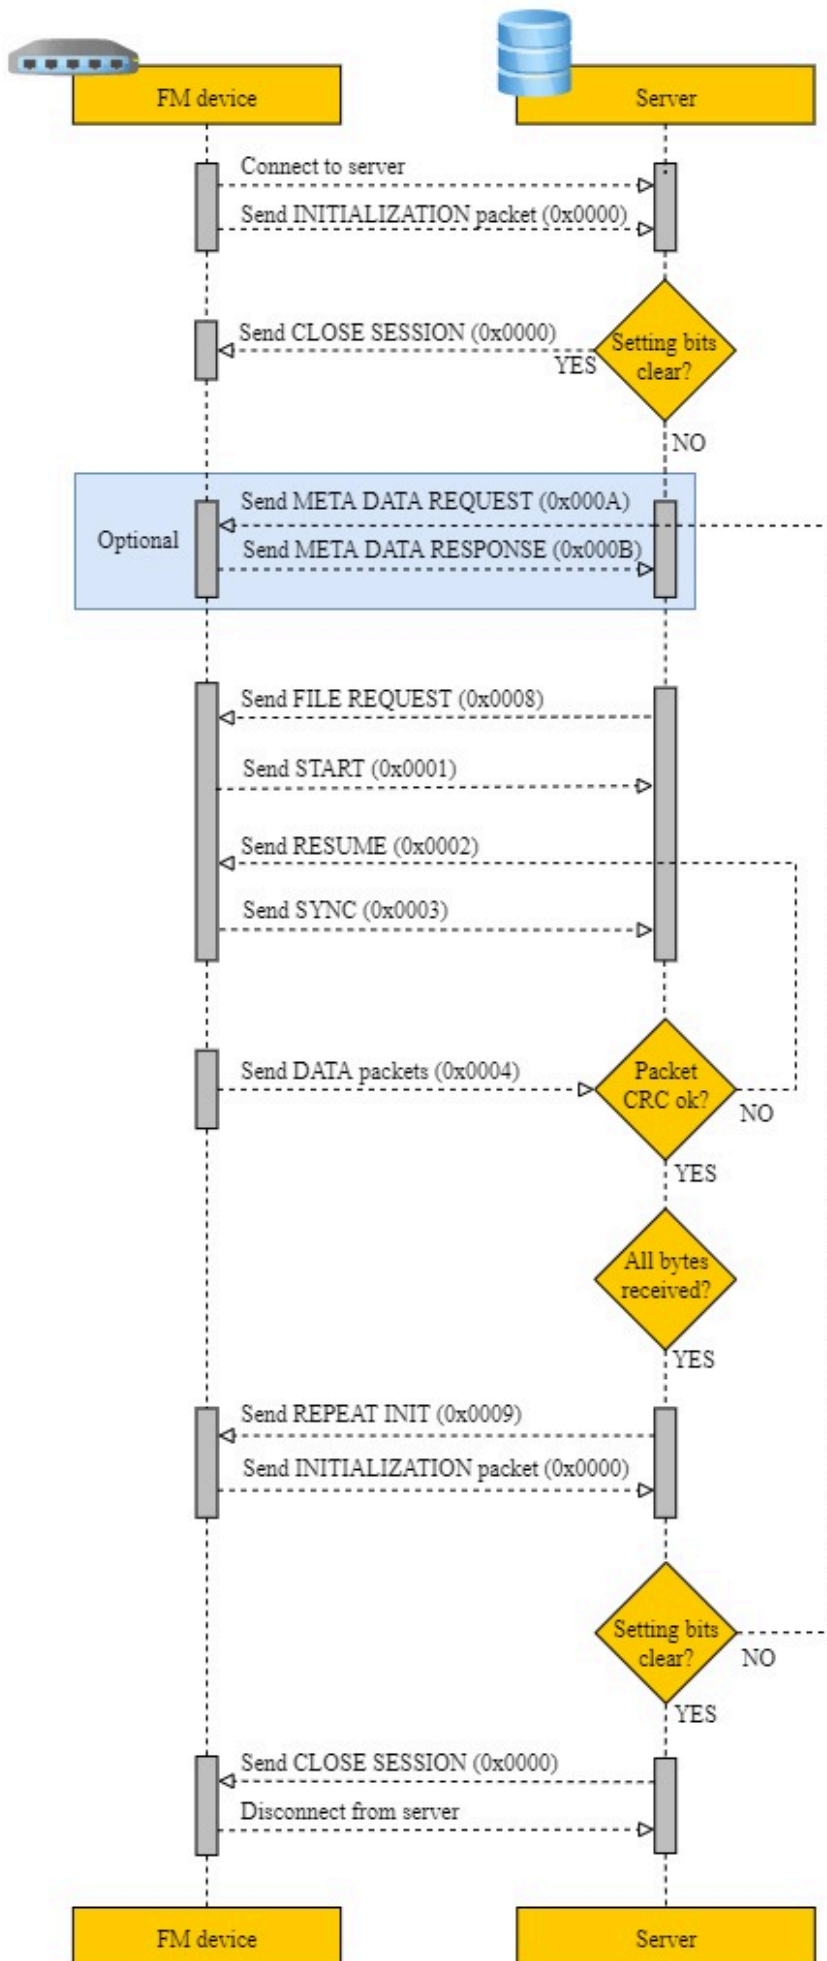 FM device
Server
Connect to server
Send INITIALIZATION packet (0x0000)
Send CLOSE SESSION (0x0000)
YES
Setting bits
clear?
NO
Optional
Send META DATA REQUEST (0x000A)
Send META DATA RESPONSE (0x000B)
Send FILE REQUEST (0x0008)
Send START (0x0001)
Send RESUME (0x0002)
Send SYNC (0x0003)
Send DATA packets (0x0004)
Packet
CRC ok?
NO
YES
All bytes
received?
YES
Send REPEAT INIT (0x0009)
Send INITIALIZATION packet (0x0000)
Setting bits
clear?
NO
YES
Send CLOSE SESSION (0x0000)
Disconnect from server
FM device
Server